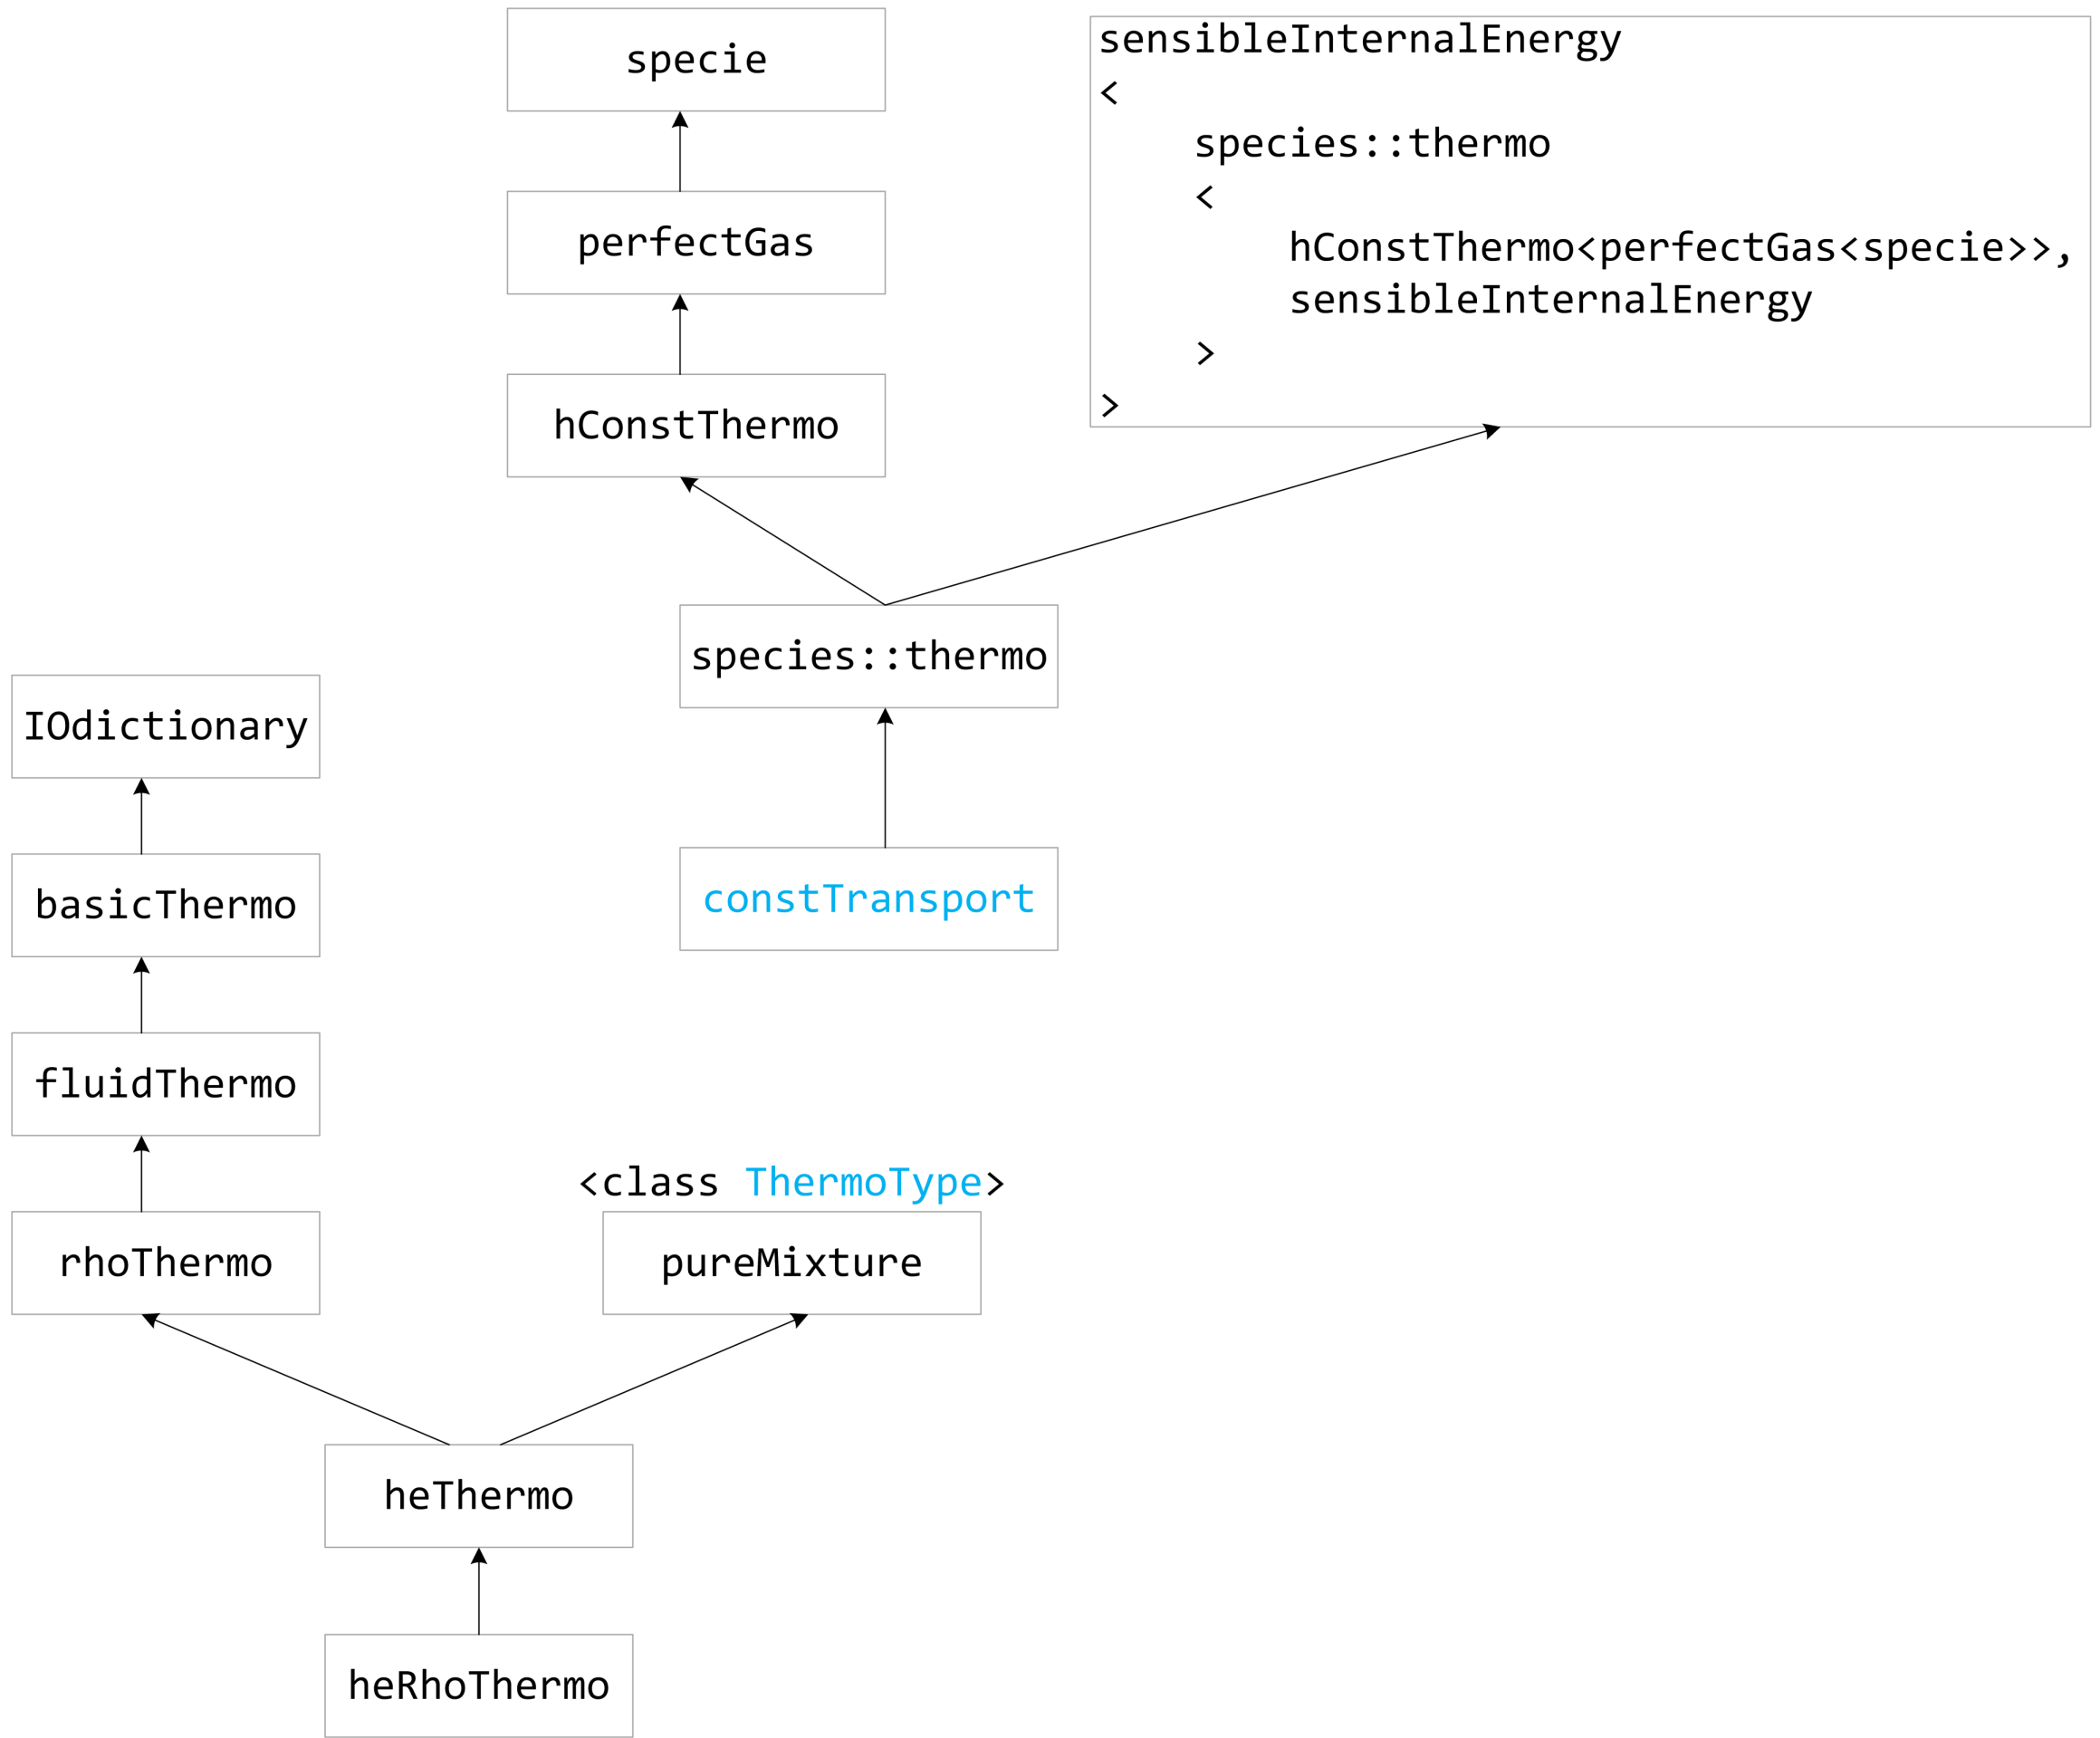 specie
sensibleInternalEnergy
<
species::thermo
<
hConstThermo<perfectGas<specie>>,
sensibleInternalEnergy
>
>
perfectGas
hConstThermo
species::thermo
IOdictionary
basicThermo
constTransport
fluidThermo
<class ThermoType>
rhoThermo
pureMixture
heThermo
heRhoThermo